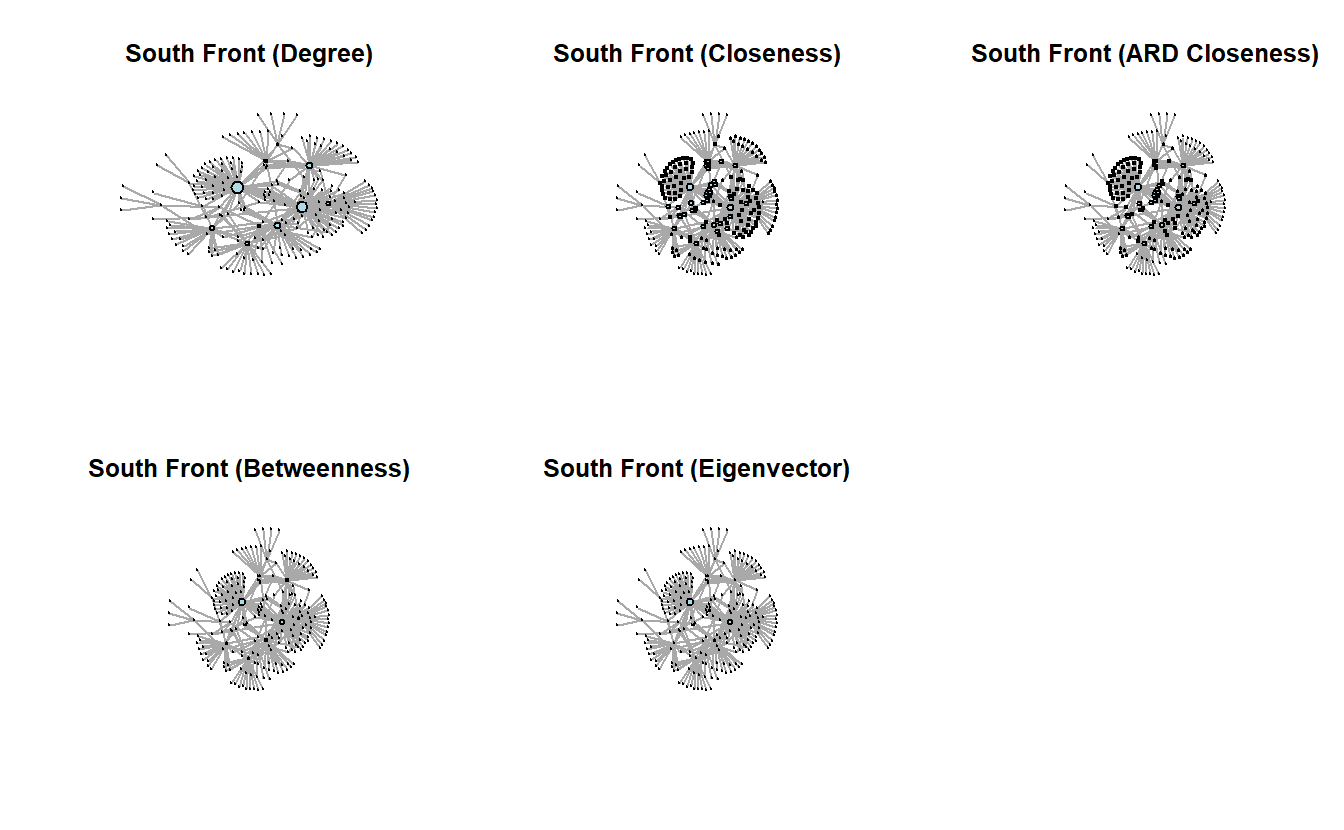 South Front (Degree)
South Front (Closeness)
South Front (ARD Closeness)
South Front (Betweenness)
South Front (Eigenvector)